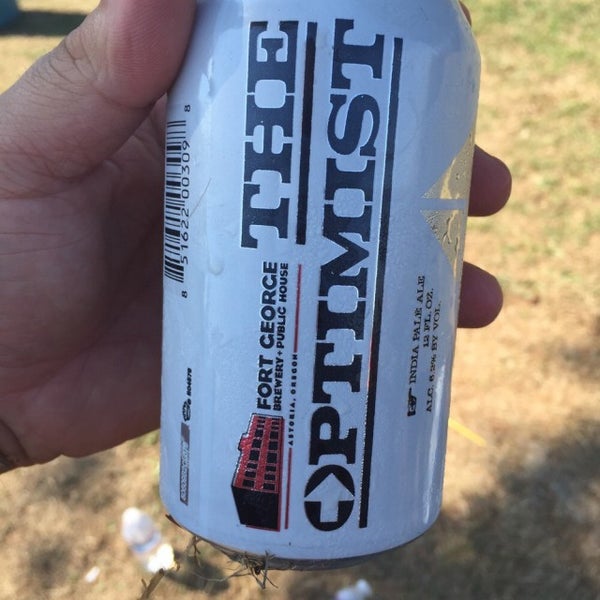 THE
OPTIMIST
FORT GEORGE
BREWERY + PUBLIC HOUSE
ASTORIA, OREGON
INDIA PALE ALE
12 FL. OZ.
ALC. 6.2% BY VOL.
8 51622 00309 8